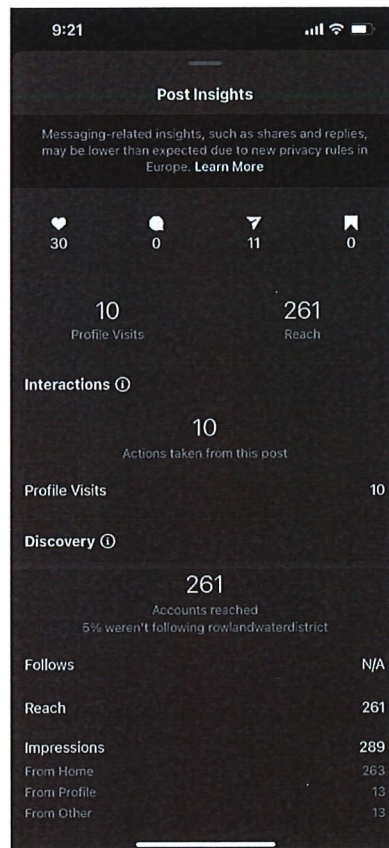 9:21
Post Insights
Messaging-related insights, such as shares and replies,
may be lower than expected due to new privacy rules in
Europe. Learn More
30 0 11 0
10 261
Profile Visits Reach
Interactions
10
Actions taken from this post
Profile Visits 10
Discovery
261
Accounts reached
5% weren't following rowlandwaterdistrict
Follows N/A
Reach 261
Impressions 289
From Home 263
From Profile 13
From Other 13